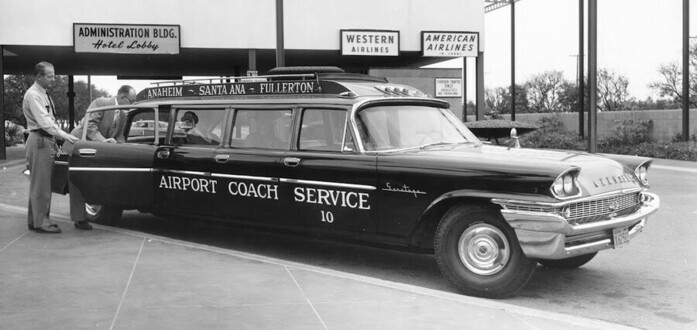 ADMINISTRATION BLDG.
Hotel Lobby
WESTERN
AIRLINES
AMERICAN
AIRLINES
ANAHEIM - SANTA ANA - FULLERTON
Saratoga
AIRPORT COACH SERVICE
10